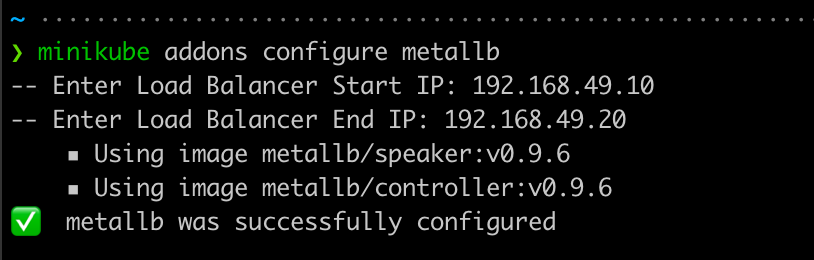 ~ ········································································
❯ minikube addons configure metallb
-- Enter Load Balancer Start IP: 192.168.49.10
-- Enter Load Balancer End IP: 192.168.49.20
    ▪ Using image metallb/speaker:v0.9.6
    ▪ Using image metallb/controller:v0.9.6
✅  metallb was successfully configured